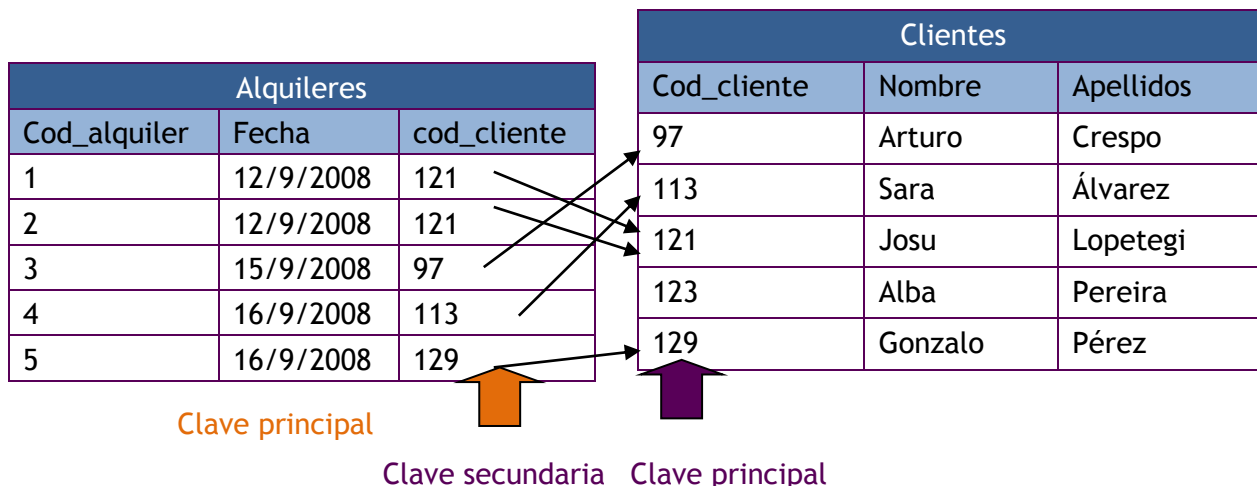 Alquileres
Cod_alquiler Fecha cod_cliente
1 12/9/2008 121
2 12/9/2008 121
3 15/9/2008 97
4 16/9/2008 113
5 16/9/2008 129
Clientes
Cod_cliente Nombre Apellidos
97 Arturo Crespo
113 Sara Álvarez
121 Josu Lopetegi
123 Alba Pereira
129 Gonzalo Pérez
Clave principal
Clave secundaria Clave principal